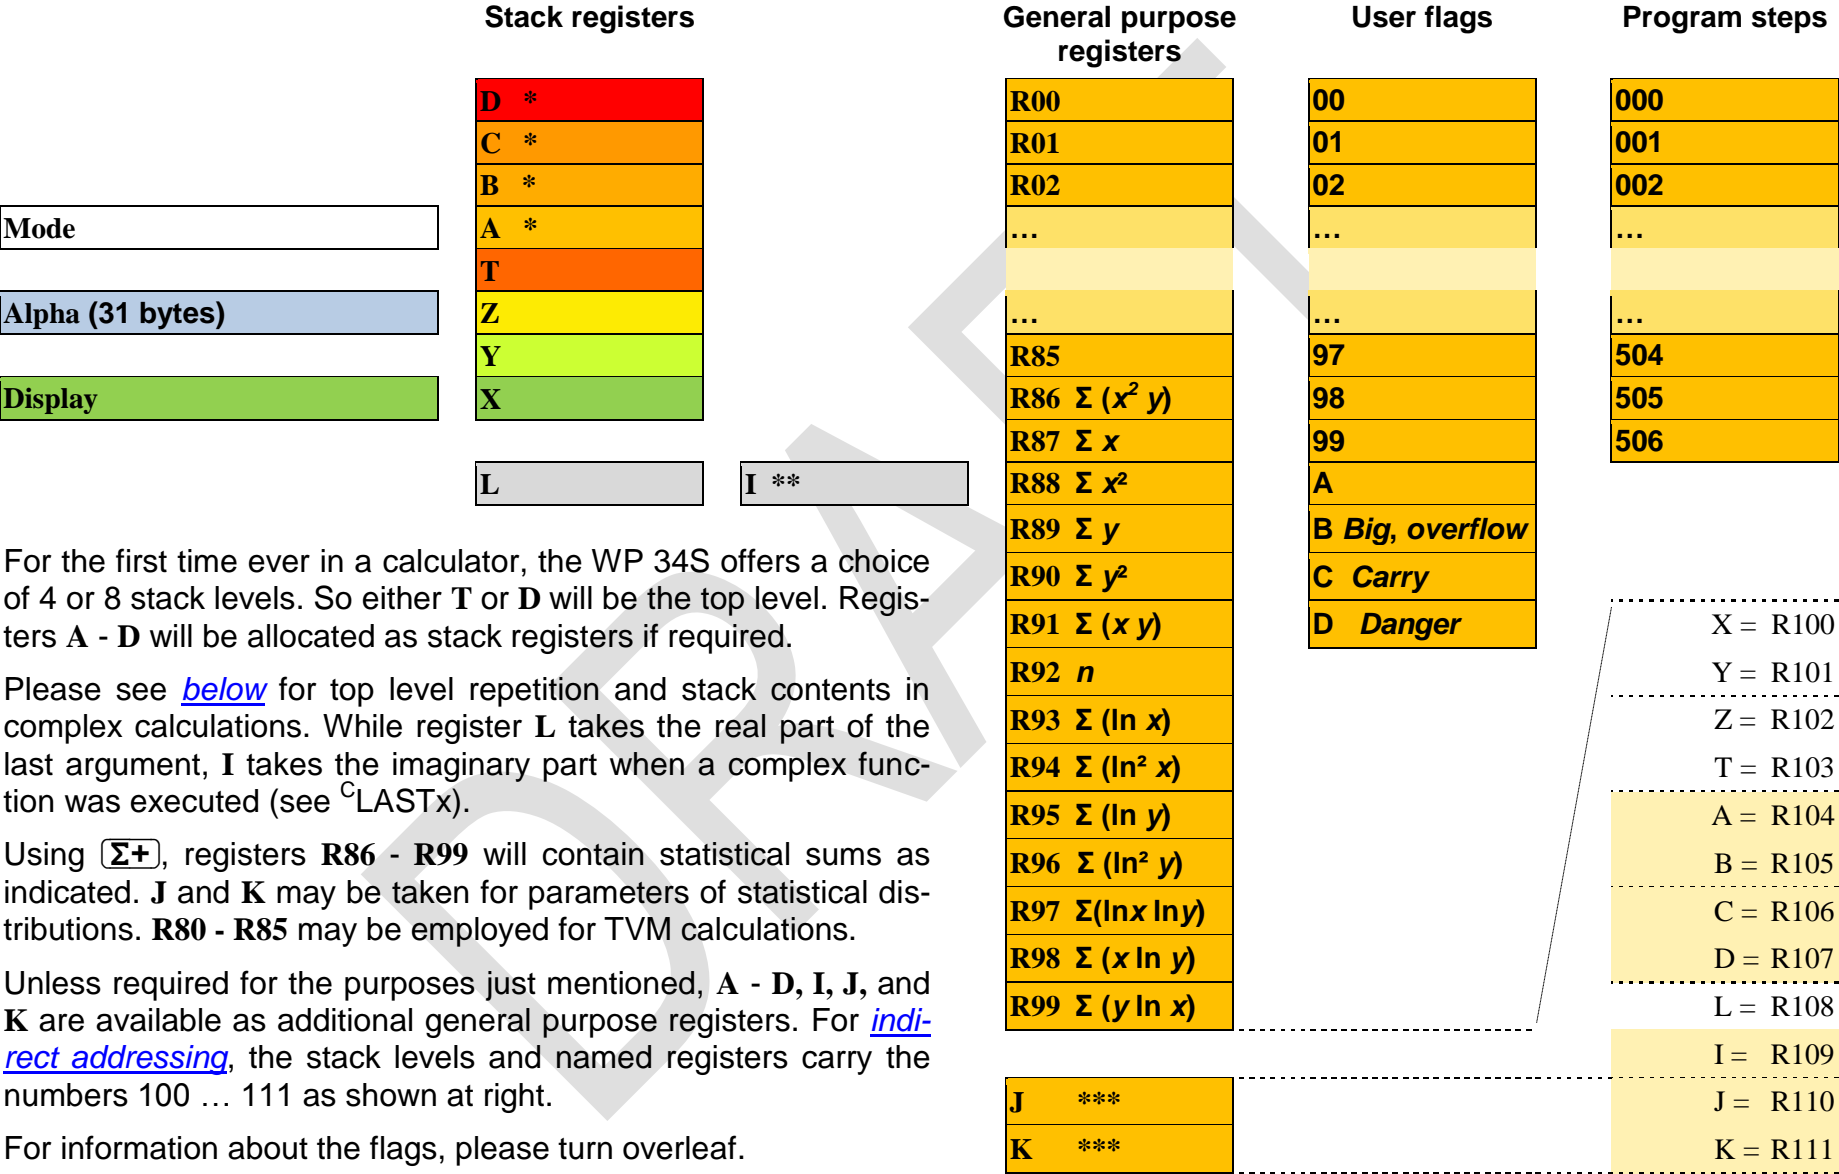 Stack registers
General purpose
registers
User flags
Program steps
D *
C *
B *
A *
T
Z
Y
X
Mode
Alpha (31 bytes)
Display
L
I **
R00
R01
R02
…
…
R85
R86 Σ (x² y)
R87 Σ x
R88 Σ x²
R89 Σ y
R90 Σ y²
R91 Σ (x y)
R92 n
R93 Σ (ln x)
R94 Σ (ln² x)
R95 Σ (ln y)
R96 Σ (ln² y)
R97 Σ(lnx lny)
R98 Σ (x ln y)
R99 Σ (y ln x)
J ***
K ***
00
01
02
…
…
97
98
99
A
B Big, overflow
C Carry
D Danger
000
001
002
…
…
504
505
506
X = R100
Y = R101
Z = R102
T = R103
A = R104
B = R105
C = R106
D = R107
L = R108
I = R109
J = R110
K = R111
For the first time ever in a calculator, the WP 34S offers a choice
of 4 or 8 stack levels. So either T or D will be the top level. Regis-
ters A - D will be allocated as stack registers if required.
Please see below for top level repetition and stack contents in
complex calculations. While register L takes the real part of the
last argument, I takes the imaginary part when a complex func-
tion was executed (see ᶜLASTx).
Using Σ+, registers R86 - R99 will contain statistical sums as
indicated. J and K may be taken for parameters of statistical dis-
tributions. R80 - R85 may be employed for TVM calculations.
Unless required for the purposes just mentioned, A - D, I, J, and
K are available as additional general purpose registers. For indi-
rect addressing, the stack levels and named registers carry the
numbers 100 … 111 as shown at right.
For information about the flags, please turn overleaf.
DRAFT